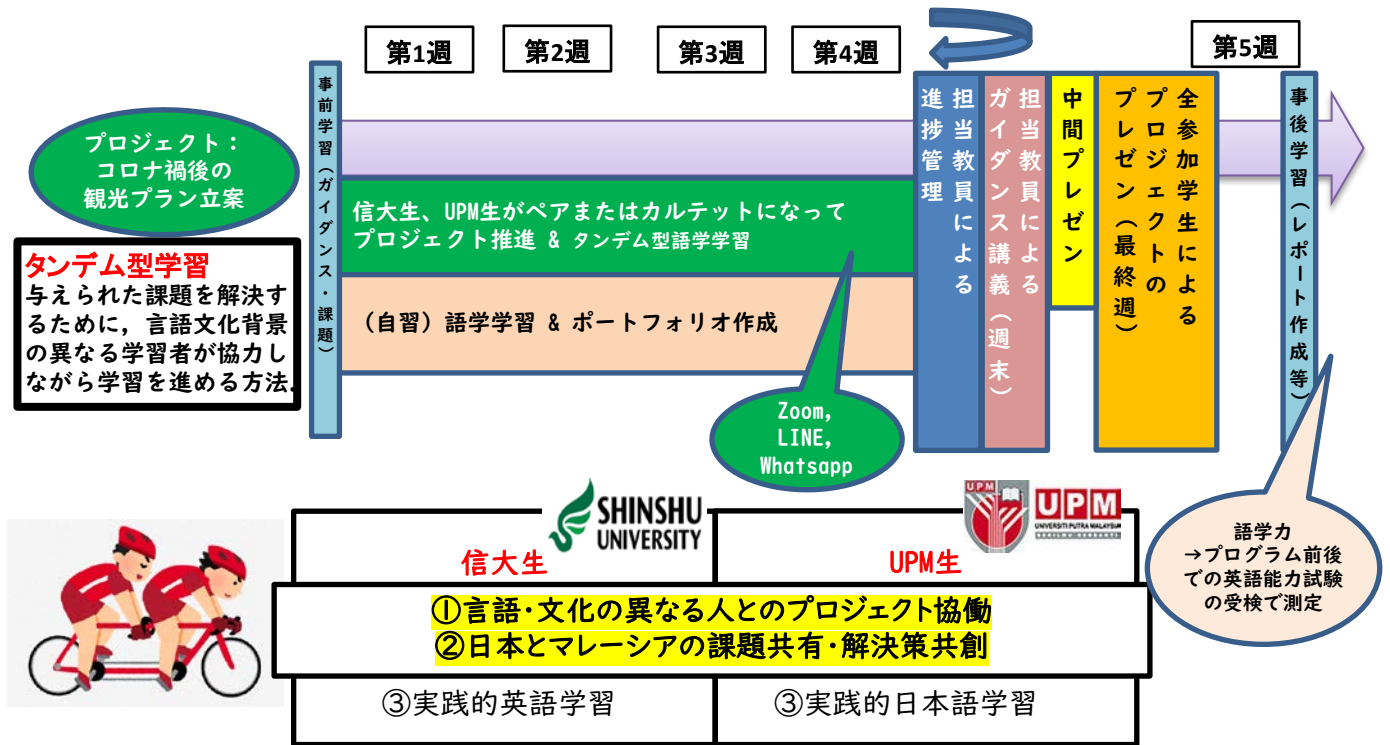 第1週
第2週
第3週
第4週
第5週
プロジェクト：
コロナ禍後の
観光プラン立案
タンデム型学習
与えられた課題を解決す
るために，言語文化背景
の異なる学習者が協力し
ながら学習を進める方法.
事前学習（ガイダンス・課題）
信大生、UPM生がペアまたはカルテットになって
プロジェクト推進 & タンデム型語学学習
（自習）語学学習 & ポートフォリオ作成
Zoom,
LINE,
Whatsapp
担当教員による
進捗管理
担当教員による
ガイダンス講義（週末）
中間プレゼン
全参加学生による
プロジェクトの
プレゼン（最終週）
事後学習（レポート作成等）
語学力
→プログラム前後
での英語能力試験
の受検で測定
SHINSHU
UNIVERSITY
UPM
UPM
UNIVERSITI PUTRA MALAYSIA
信大生
UPM生
①言語・文化の異なる人とのプロジェクト協働
②日本とマレーシアの課題共有・解決策共創
③実践的英語学習
③実践的日本語学習